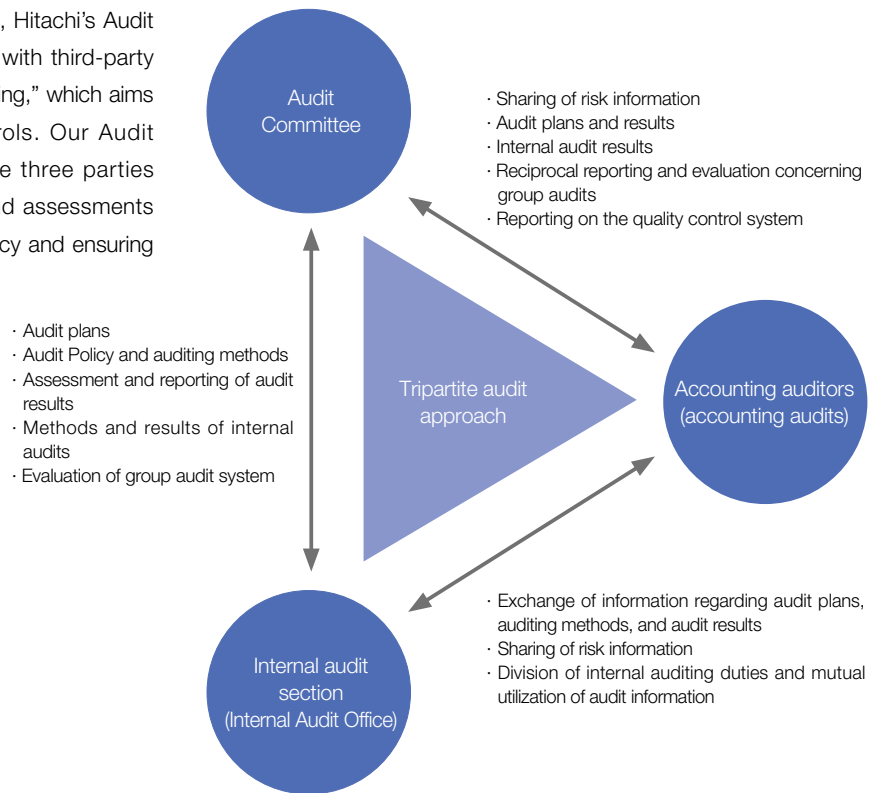 , Hitachi’s Audit
with third-party
ing,” which aims
rols. Our Audit
e three parties
d assessments
cy and ensuring
Audit
Committee
· Sharing of risk information
· Audit plans and results
· Internal audit results
· Reciprocal reporting and evaluation concerning
group audits
· Reporting on the quality control system
· Audit plans
· Audit Policy and auditing methods
· Assessment and reporting of audit
results
· Methods and results of internal
audits
· Evaluation of group audit system
Tripartite audit
approach
Accounting auditors
(accounting audits)
Internal audit
section
(Internal Audit Office)
· Exchange of information regarding audit plans,
auditing methods, and audit results
· Sharing of risk information
· Division of internal auditing duties and mutual
utilization of audit information